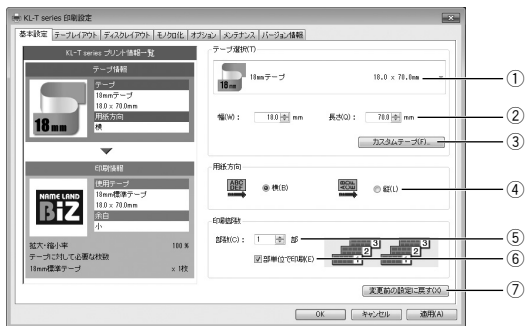 KL-T series 印刷設定
基本設定 テープレイアウト ディスクレイアウト モノクロ化 オプション メンテナンス バージョン情報
KL-T series プリント情報一覧
テープ情報
18mm
テープ
18mmテープ
18.0 x 70.0mm
用紙方向
横
印刷情報
NAME LAND
BiZ
使用テープ
18mm標準テープ
18.0 x 70.0mm
余白
小
拡大・縮小率 100 %
テープに対して必要な枚数
18mm標準テープ x 1枚
テープ選択(T)
18mm
18mmテープ 18.0 x 70.0mm
①
幅(W): 18.0 mm 長さ(Q): 70.0 mm
②
カスタムテープ(F)...
③
用紙方向
ABC
DEF
横(B)
縦(L)
④
印刷部数
部数(C): 1 部
⑤
部単位で印刷(E)
⑥
1 2 3 1 2 3
変更前の設定に戻す(X)
⑦
OK キャンセル 適用(A)